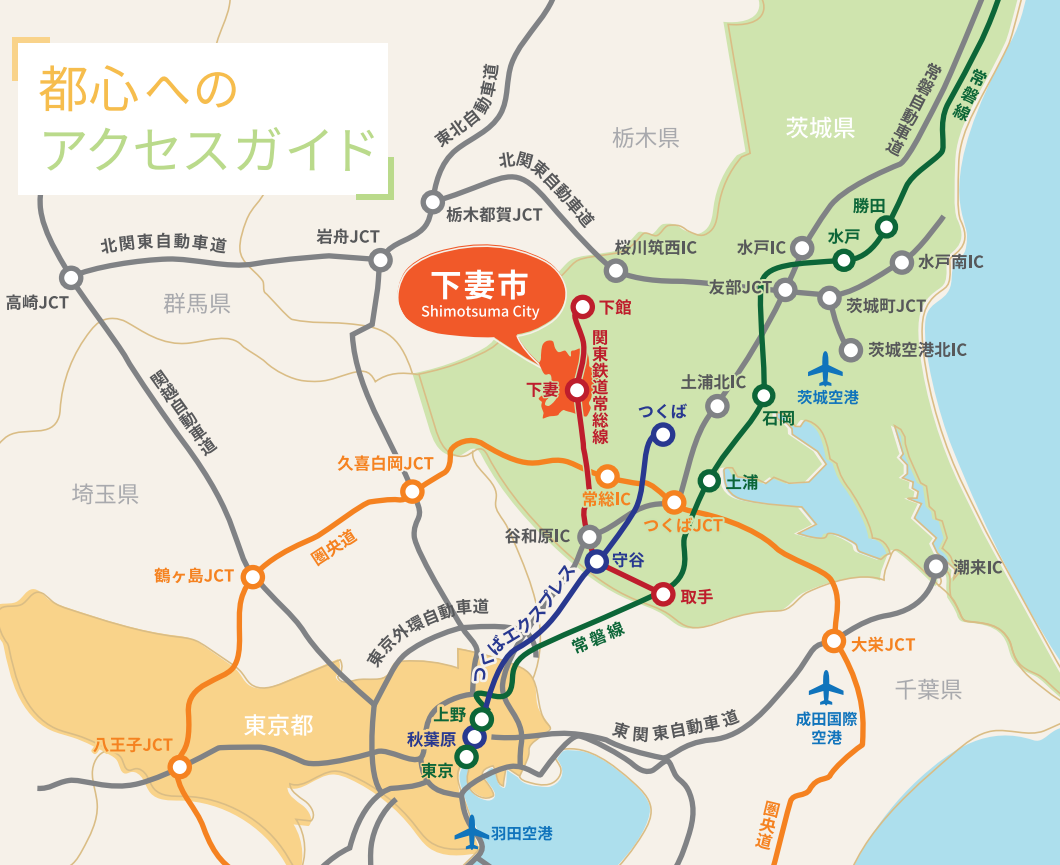 都心への
アクセスガイド
東北自動車道
栃木県
茨城県
常磐自動車道
常磐線
北関東自動車道
栃木都賀JCT
勝田
水戸
岩舟JCT
北関東自動車道
桜川筑西IC
水戸IC
水戸南IC
高崎JCT
群馬県
下妻市
Shimotsuma City
友部JCT
茨城町JCT
下館
関東鉄道常総線
茨城空港北IC
関越自動車道
下妻
土浦北IC
茨城空港
つくば
石岡
久喜白岡JCT
土浦
埼玉県
常総IC
つくばJCT
谷和原IC
圏央道
守谷
潮来IC
鶴ヶ島JCT
つくばエクスプレス
取手
東京外環自動車道
常磐線
大栄JCT
千葉県
上野
東関東自動車道
成田国際
空港
東京都
秋葉原
八王子JCT
東京
圏央道
羽田空港